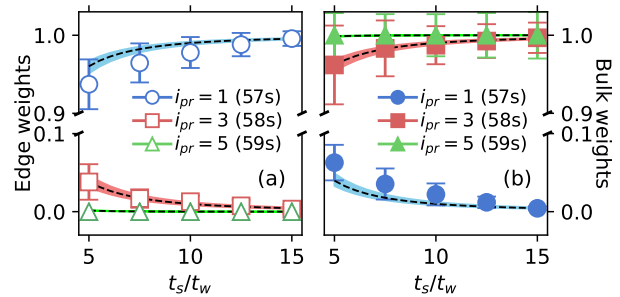 Edge weights
1.0
0.9
0.1
0.0
i_pr = 1 (57s)
i_pr = 3 (58s)
i_pr = 5 (59s)
(a)
5
10
15
t_s/t_w
i_pr = 1 (57s)
i_pr = 3 (58s)
i_pr = 5 (59s)
(b)
5
10
15
t_s/t_w
1.0
0.9
0.1
0.0
Bulk weights